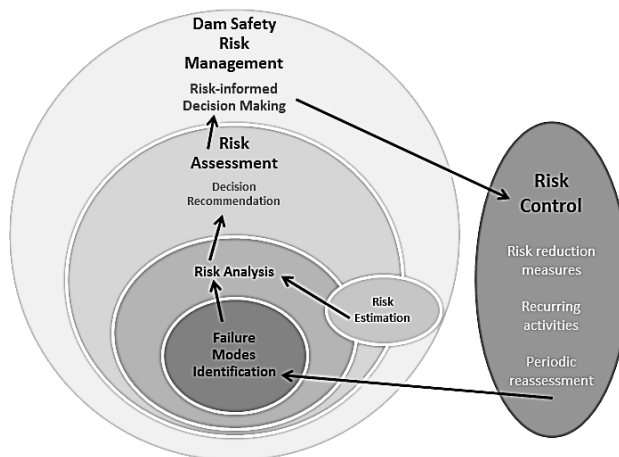 Dam Safety
Risk
Management
Risk-informed
Decision Making
Risk
Assessment
Decision
Recommendation
Risk Analysis
Risk
Estimation
Failure
Modes
Identification
Risk
Control
Risk reduction
measures
Recurring
activities
Periodic
reassessment